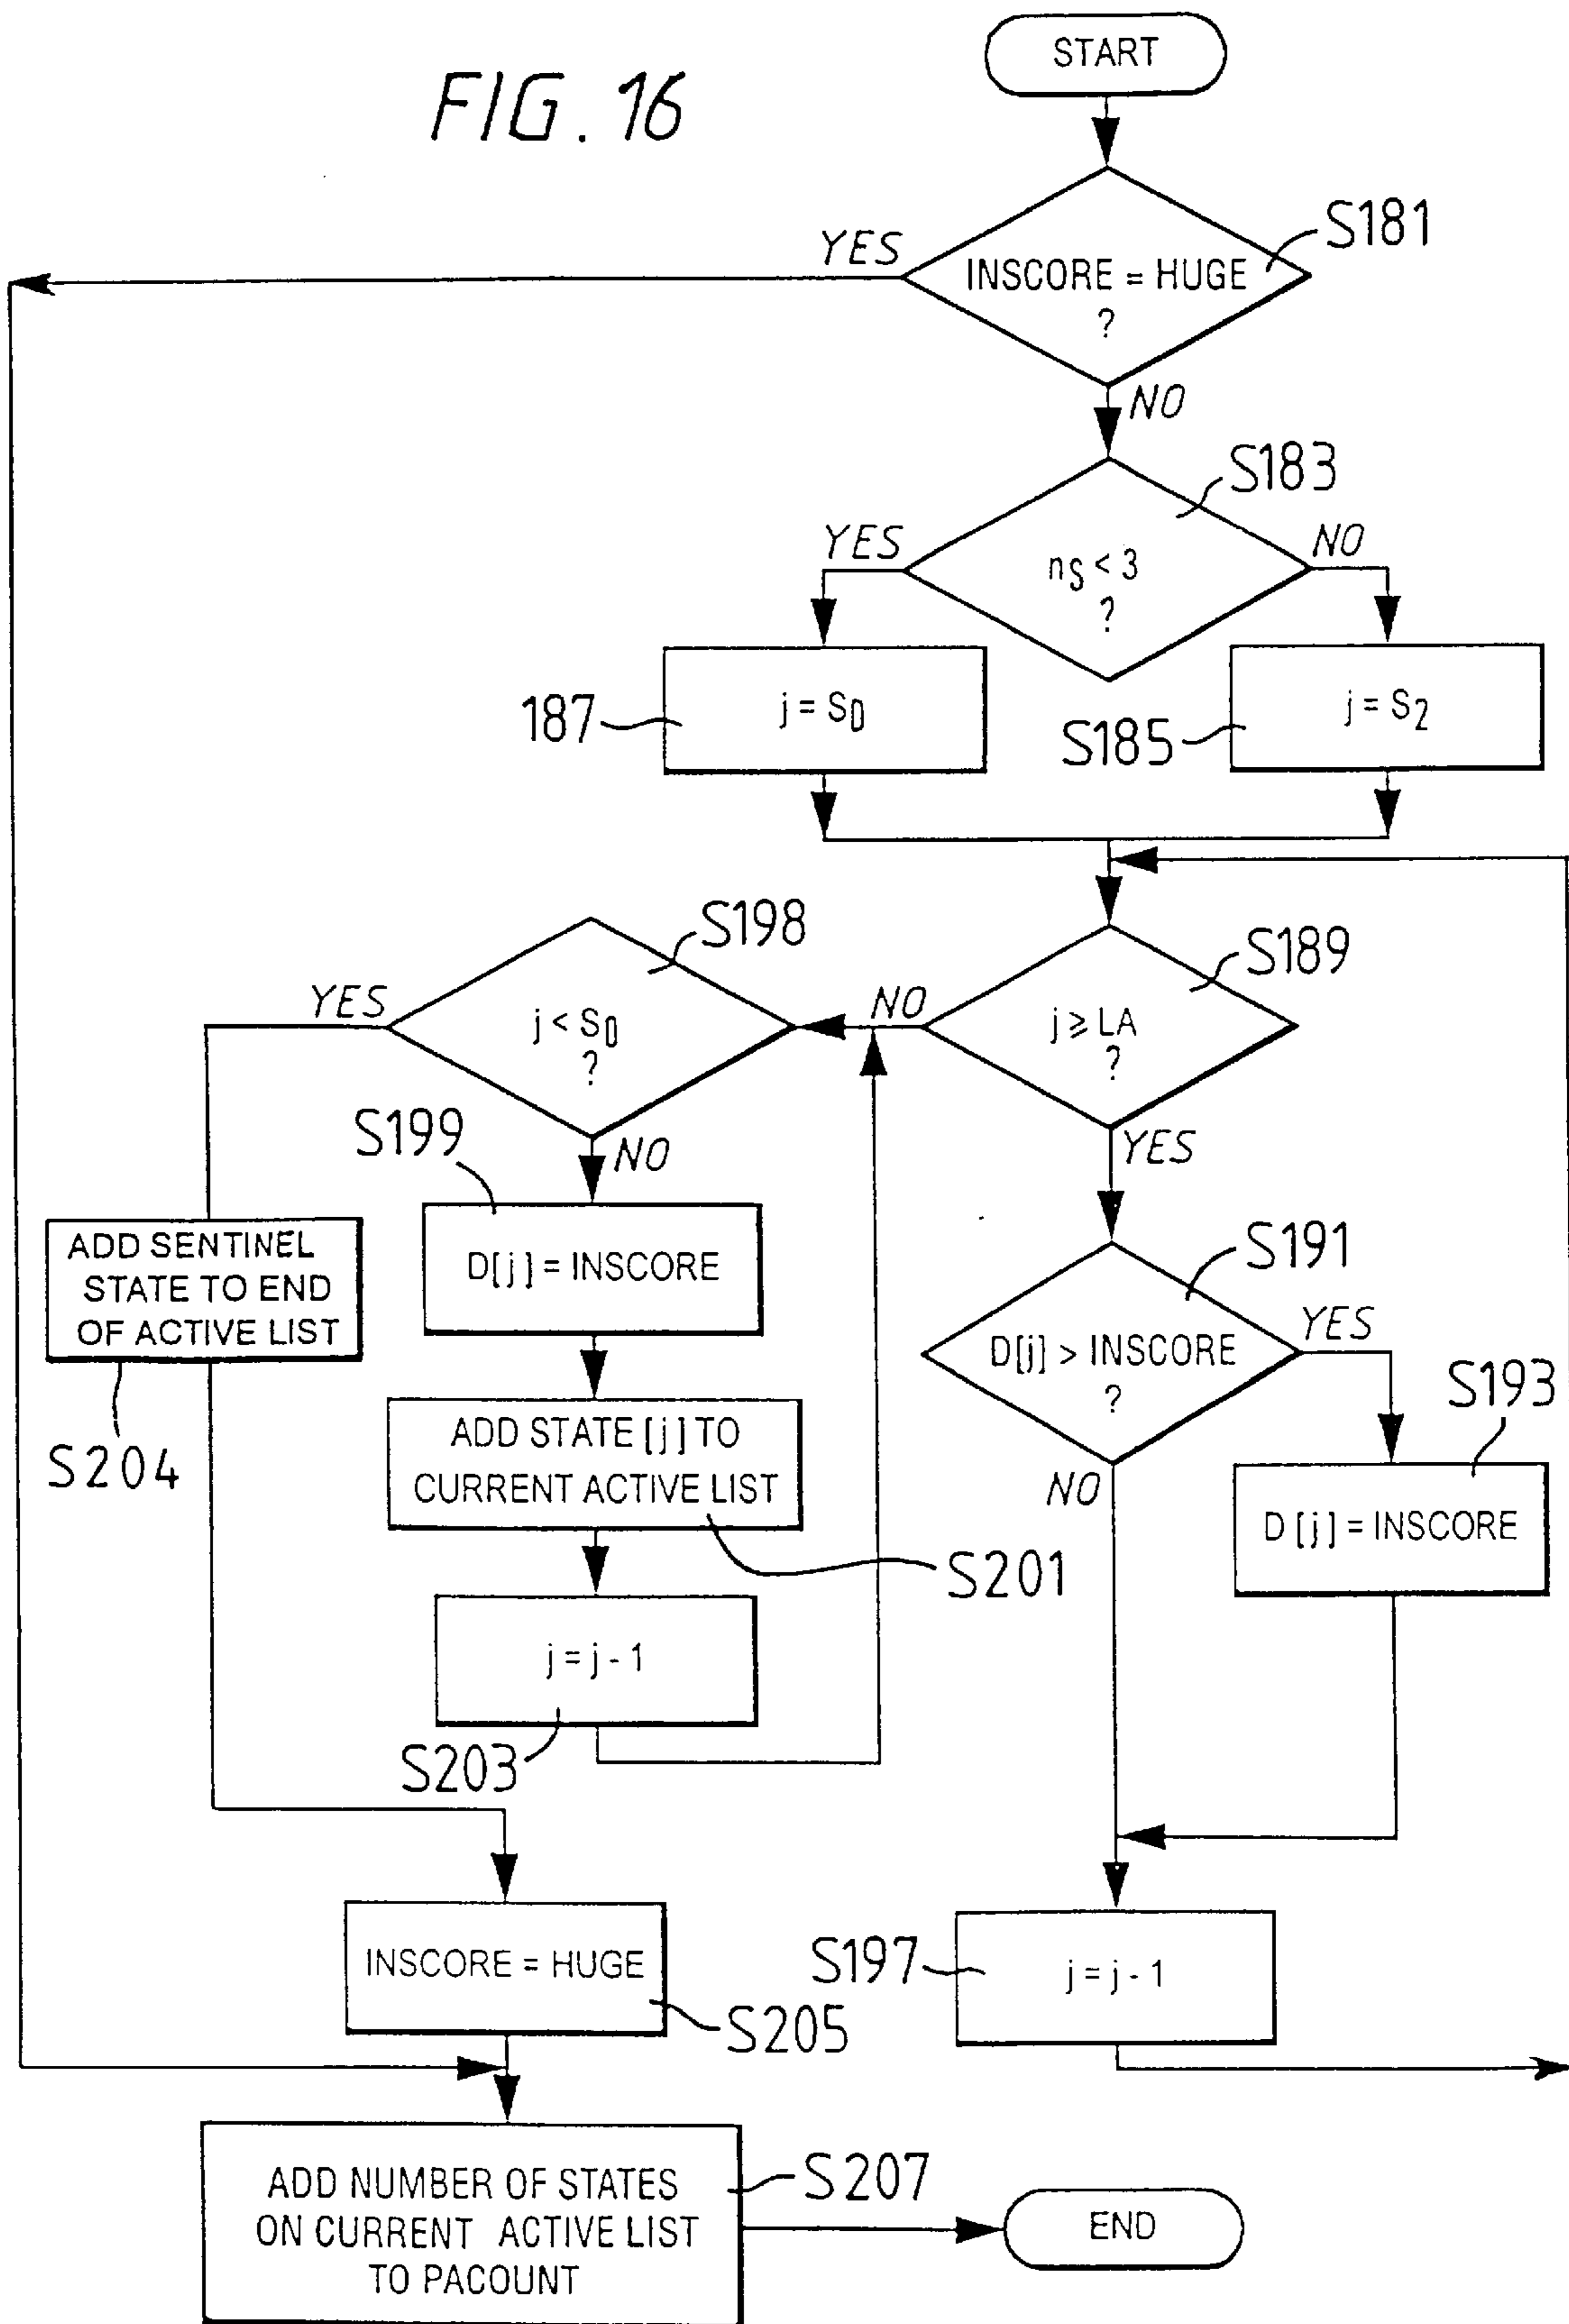 FIG. 16
START
S181
YES
INSCORE = HUGE
?
NO
S183
YES
NO
nS < 3
?
187
j = S0
S185
j = S2
S198
S189
YES
NO
j < S0
?
j ≥ LA
?
S199
NO
YES
ADD SENTINEL
STATE TO END
OF ACTIVE LIST
D[j] = INSCORE
S191
YES
D[j] > INSCORE
?
S193
S204
ADD STATE [j] TO
CURRENT ACTIVE LIST
NO
D [j] = INSCORE
S201
j = j - 1
S203
INSCORE = HUGE
S205
S197
j = j - 1
ADD NUMBER OF STATES
ON CURRENT ACTIVE LIST
TO PACOUNT
S207
END